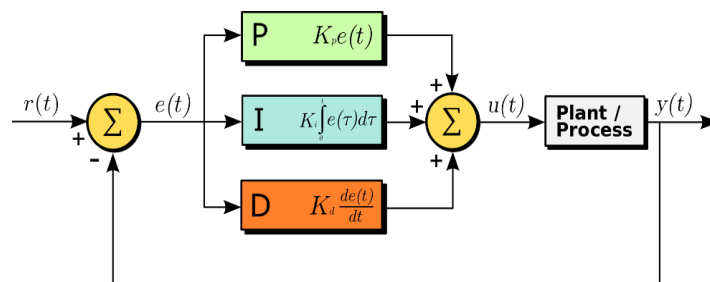 P K_p e(t)
r(t) + - Σ e(t)
I K_i ∫_0^t e(τ)dτ
+ + + Σ u(t)
Plant /
Process
y(t)
D K_d de(t)/dt